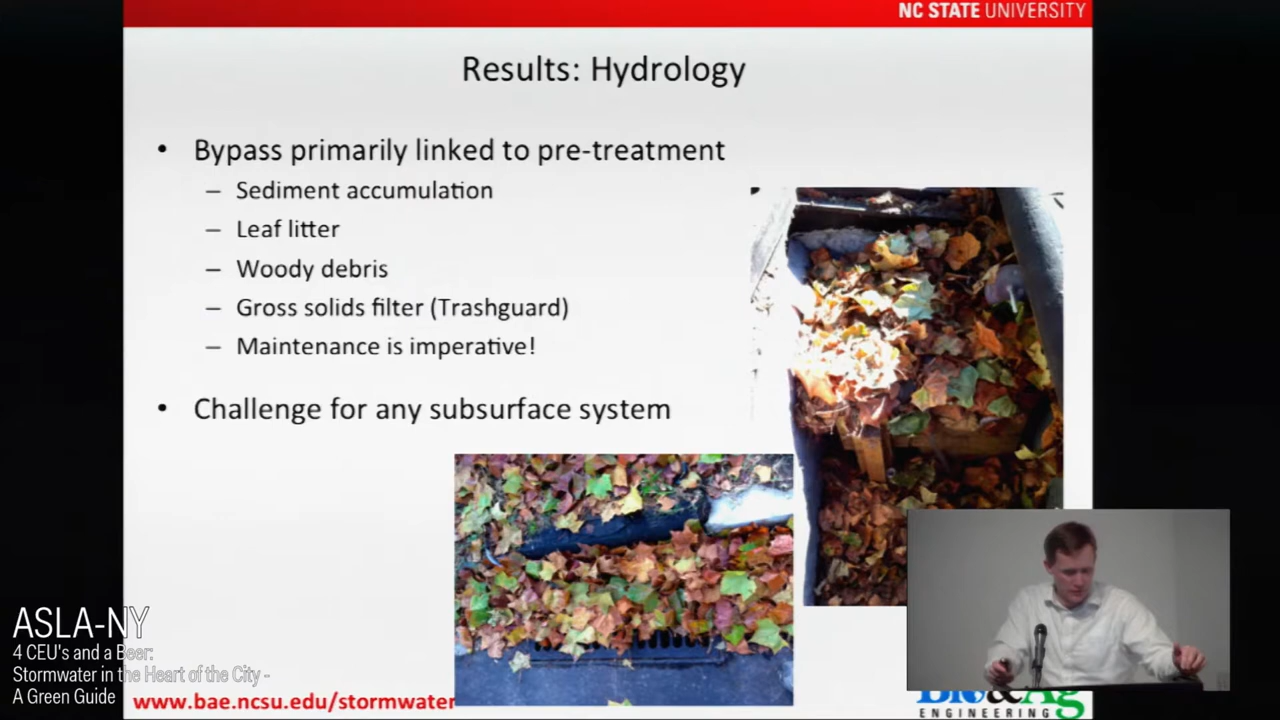 NC STATE UNIVERSITY
Results: Hydrology
• Bypass primarily linked to pre-treatment
– Sediment accumulation
– Leaf litter
– Woody debris
– Gross solids filter (Trashguard)
– Maintenance is imperative!
• Challenge for any subsurface system
ASLA-NY
4 CEU's and a Beer:
Stormwater in the Heart of the City -
A Green Guide
www.bae.ncsu.edu/stormwater
Bio&Ag
ENGINEERING